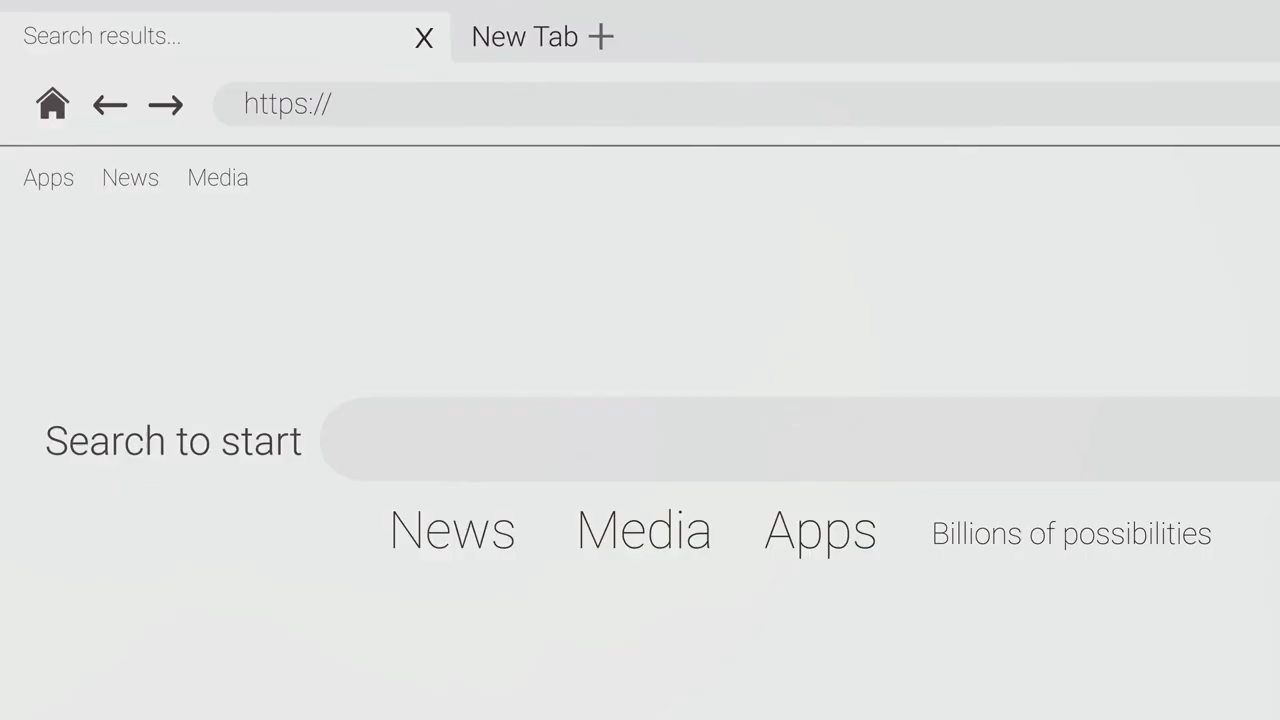 Search results... X New Tab +
https://
Apps News Media
Search to start
News Media Apps Billions of possibilities